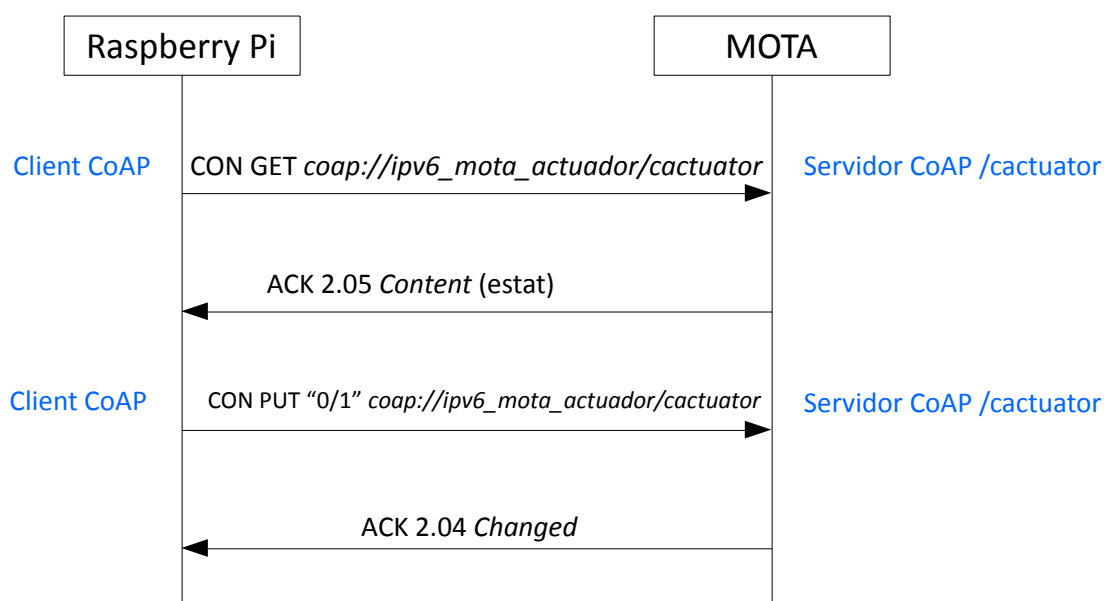 Raspberry Pi
MOTA
Client CoAP
CON GET coap://ipv6_mota_actuador/cactuator
Servidor CoAP /cactuator
ACK 2.05 Content (estat)
Client CoAP
CON PUT “0/1” coap://ipv6_mota_actuador/cactuator
Servidor CoAP /cactuator
ACK 2.04 Changed